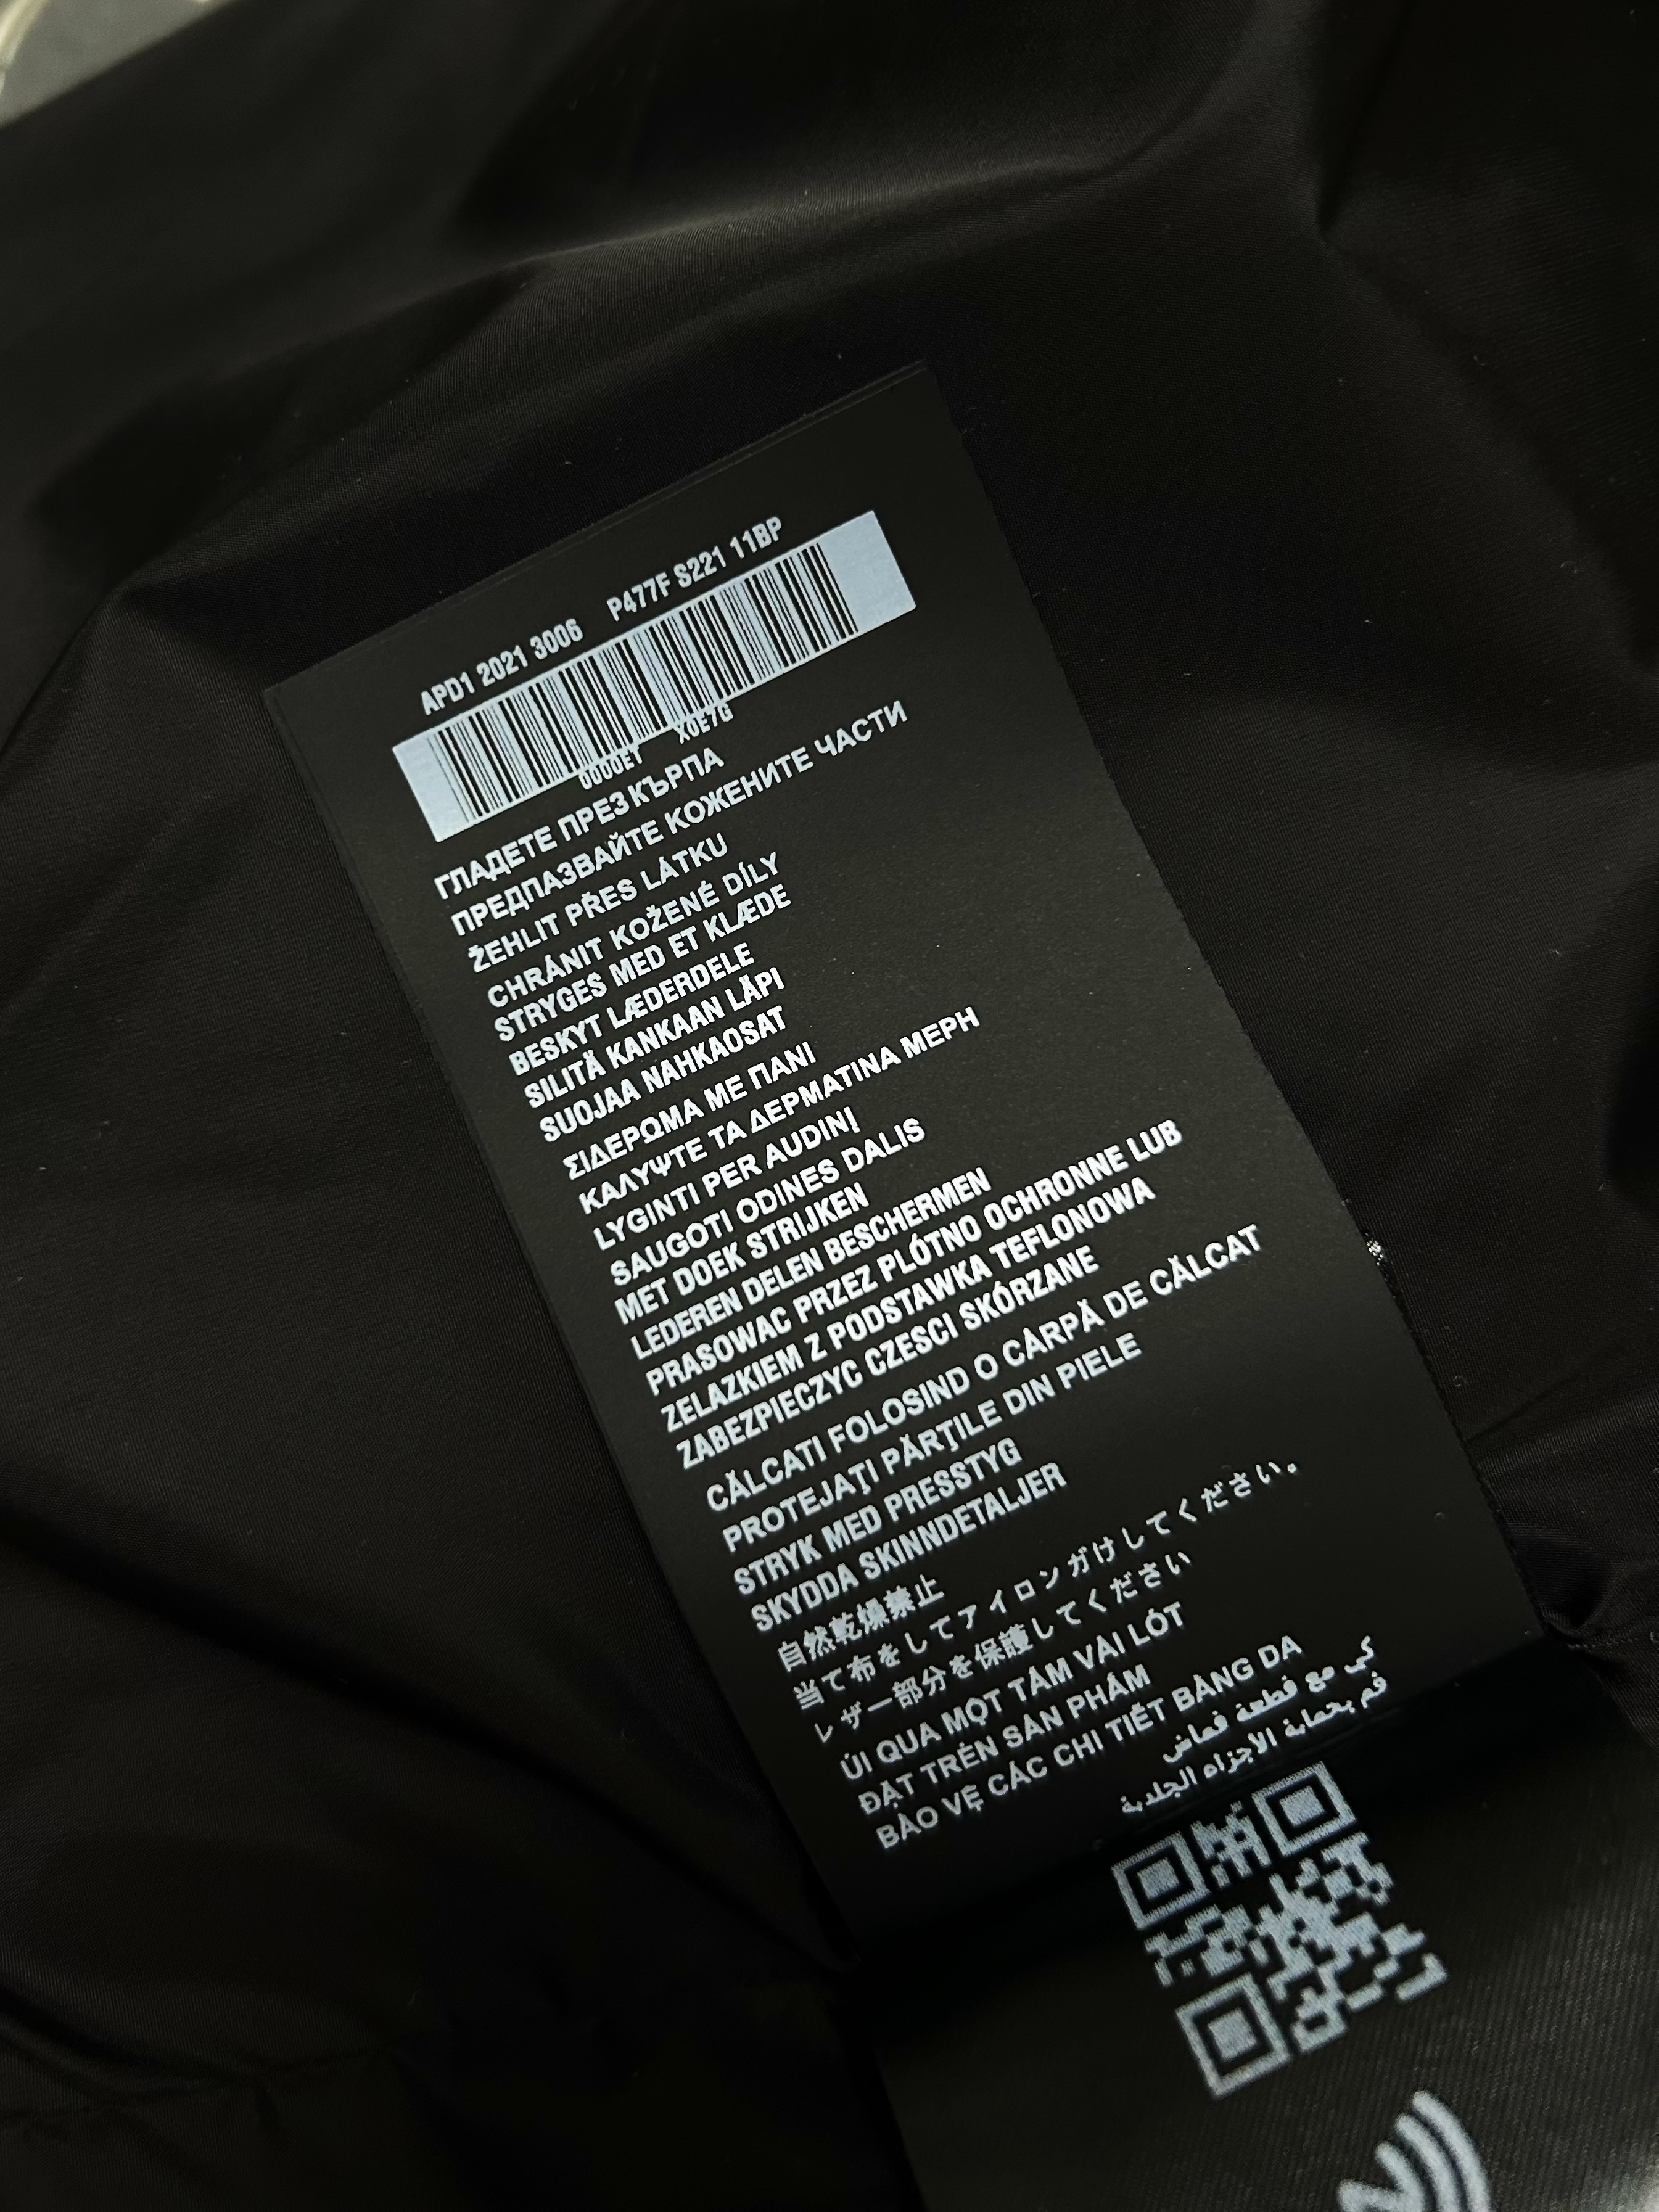 APD1 2021 3006 P477F S221 11BP
0000E1 X0E7G
ГЛАДЕТЕ ПРЕЗ КЪРПА
ПРЕДПАЗВАЙТЕ КОЖЕНИТЕ ЧАСТИ
ŽEHLIT PŘES LÁTKU
CHRÁNIT KOŽENÉ DÍLY
STRYGES MED ET KLÆDE
BESKYT LÆDERDELE
SILITÄ KANKAAN LÄPI
SUOJAA NAHKAOSAT
ΣΙΔΕΡΩΜΑ ΜΕ ΠΑΝΙ
ΚΑΛΥΨΤΕ ΤΑ ΔΕΡΜΑΤΙΝΑ ΜΕΡΗ
LYGINTI PER AUDINĮ
SAUGOTI ODINES DALIS
MET DOEK STRIJKEN
LEDEREN DELEN BESCHERMEN
PRASOWAC PRZEZ PLÓTNO OCHRONNE LUB
ZELAZKIEM Z PODSTAWKA TEFLONOWA
ZABEZPIECZYC CZESCI SKÓRZANE
CĂLCATI FOLOSIND O CÂRPĂ DE CĂLCAT
PROTEJAŢI PĂRŢILE DIN PIELE
STRYK MED PRESSTYG
SKYDDA SKINNDETALJER
自然乾燥禁止
当て布をしてアイロンがけしてください。
レザー部分を保護してください
ỦI QUA MỘT TẤM VẢI LÓT
ĐẶT TRÊN SẢN PHẨM
BẢO VỆ CÁC CHI TIẾT BẰNG DA
كي مع قطعة قماش
قم بحماية الاجزاء الجلدية